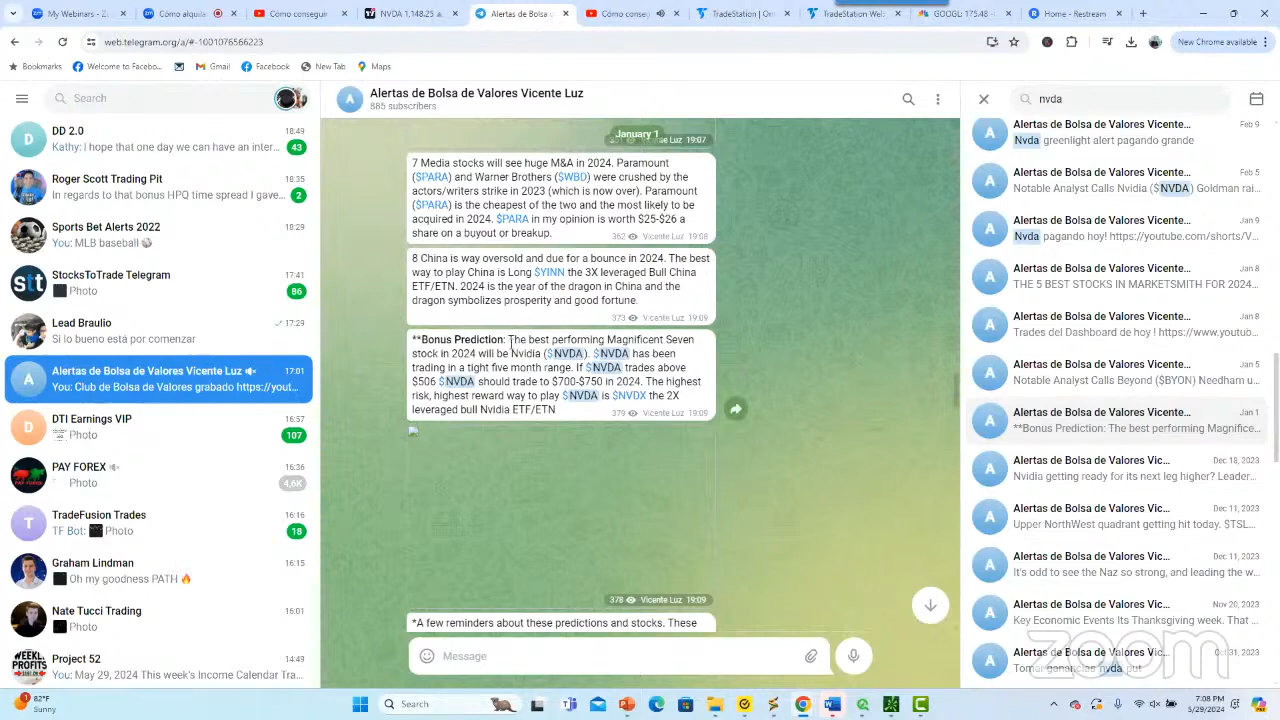 Cómo alquilo
Cómo consej
NVDA 1,148.25
Alertas de Bolsa
Cómo consej
TradeStation | Om
TradeStation Web
GOOGL 175.48
Home - Restream
web.telegram.org/a/#-1001076566223
New Chrome available
Bookmarks
Welcome to Facebo...
Gmail
Facebook
New Tab
Maps
Search
DD 2.0
18:49
Kathy: I hope that one day we can have an inter...
43
Roger Scott Trading Pit
18:35
In regards to that bonus HPO time spread I gave...
2
Sports Bet Alerts 2022
18:29
You: MLB baseball
StocksToTrade Telegram
17:41
Photo
86
Lead Braulio
17:29
Si lo bueno está por comenzar
Alertas de Bolsa de Valores Vicente Luz
17:01
You: Club de Bolsa de Valores grabado https://yout...
DTI Earnings VIP
16:57
Photo
107
PAY FOREX
16:36
Photo
4,6K
TradeFusion Trades
16:16
TF Bot: Photo
18
Graham Lindman
16:15
Oh my goodness PATH 🔥
Nate Tucci Trading
16:01
Photo
Project 52
14:49
You: May 29, 2024 This week's Income Calendar Tra...
Alertas de Bolsa de Valores Vicente Luz
885 subscribers
January 1
19:07
7 Media stocks will see huge M&A in 2024. Paramount
($PARA) and Warner Brothers ($WBD) were crushed by the
actors/writers strike in 2023 (which is now over). Paramount
($PARA) is the cheapest of the two and the most likely to be
acquired in 2024. $PARA in my opinion is worth $25-$26 a
share on a buyout or breakup.
362 Vicente Luz 19:08
8 China is way oversold and due for a bounce in 2024. The best
way to play China is Long $YINN the 3X leveraged Bull China
ETF/ETN. 2024 is the year of the dragon in China and the
dragon symbolizes prosperity and good fortune.
373 Vicente Luz 19:09
**Bonus Prediction: The best performing Magnificent Seven
stock in 2024 will be Nvidia ($NVDA). $NVDA has been
trading in a tight five month range. If $NVDA trades above
$506 $NVDA should trade to $700-$750 in 2024. The highest
risk, highest reward way to play $NVDA is $NVDX the 2X
leveraged bull Nvidia ETF/ETN
379 Vicente Luz 19:09
378 Vicente Luz 19:09
*A few reminders about these predictions and stocks. These
Message
nvda
Alertas de Bolsa de Valores Vicente...
Feb 9
Nvda greenlight alert pagando grande
Alertas de Bolsa de Valores Vicente...
Feb 5
Notable Analyst Calls Nvidia ($NVDA) Goldman rai...
Alertas de Bolsa de Valores Vicente...
Jan 9
Nvda pagando hoy! https://youtube.com/shorts/V...
Alertas de Bolsa de Valores Vicente...
Jan 8
THE 5 BEST STOCKS IN MARKETSMITH FOR 2024...
Alertas de Bolsa de Valores Vicente...
Jan 8
Trades del Dashboard de hoy ! https://www.youtub...
Alertas de Bolsa de Valores Vicente...
Jan 5
Notable Analyst Calls Beyond ($BYON) Needham u...
Alertas de Bolsa de Valores Vicente...
Jan 1
**Bonus Prediction: The best performing Magnifice...
Alertas de Bolsa de Valores Vic...
Dec 18, 2023
Nvidia getting ready for its next leg higher? Leader...
Alertas de Bolsa de Valores Vic...
Dec 11, 2023
Upper NorthWest quadrant getting hit today. $TSL...
Alertas de Bolsa de Valores Vic...
Dec 11, 2023
It's odd to see the Naz so strong, and leading the w...
Alertas de Bolsa de Valores Vic...
Nov 20, 2023
Key Economic Events Its Thanksgiving week. That ...
Alertas de Bolsa de Valores Vic...
Oct 31, 2023
Tomar ganancias nvda put
zoom
82°F
Sunny
Search
7:08 PM
5/29/2024